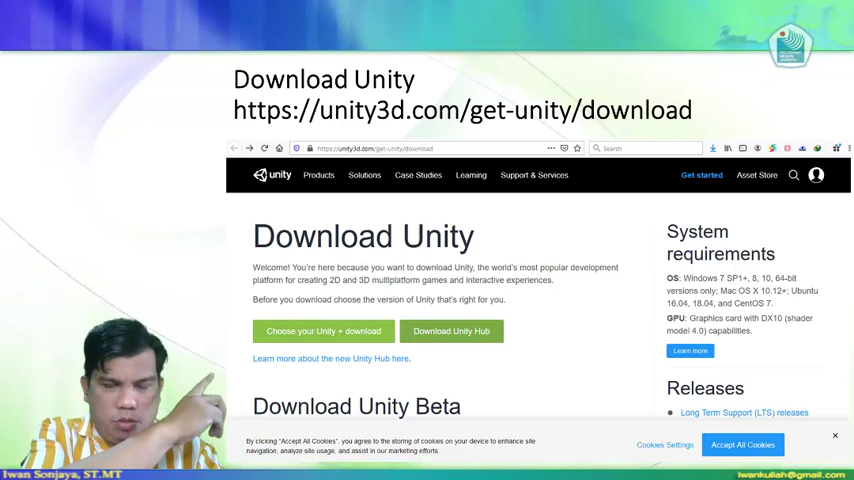 Download Unity
https://unity3d.com/get-unity/download
https://unity3d.com/get-unity/download
Search
unity Products Solutions Case Studies Learning Support & Services Get started Asset Store
Download Unity
Welcome! You're here because you want to download Unity, the world's most popular development
platform for creating 2D and 3D multiplatform games and interactive experiences.
Before you download choose the version of Unity that's right for you.
Choose your Unity + download
Download Unity Hub
Learn more about the new Unity Hub here.
Download Unity Beta
System
requirements
OS: Windows 7 SP1+, 8, 10, 64-bit
versions only; Mac OS X 10.12+; Ubuntu
16.04, 18.04, and CentOS 7.
GPU: Graphics card with DX10 (shader
model 4.0) capabilities.
Learn more
Releases
Long Term Support (LTS) releases
By clicking "Accept All Cookies", you agree to the storing of cookies on your device to enhance site
navigation, analyze site usage, and assist in our marketing efforts.
Cookies Settings
Accept All Cookies
Iwan Sonjaya, ST.MT
iwankuliah@gmail.com